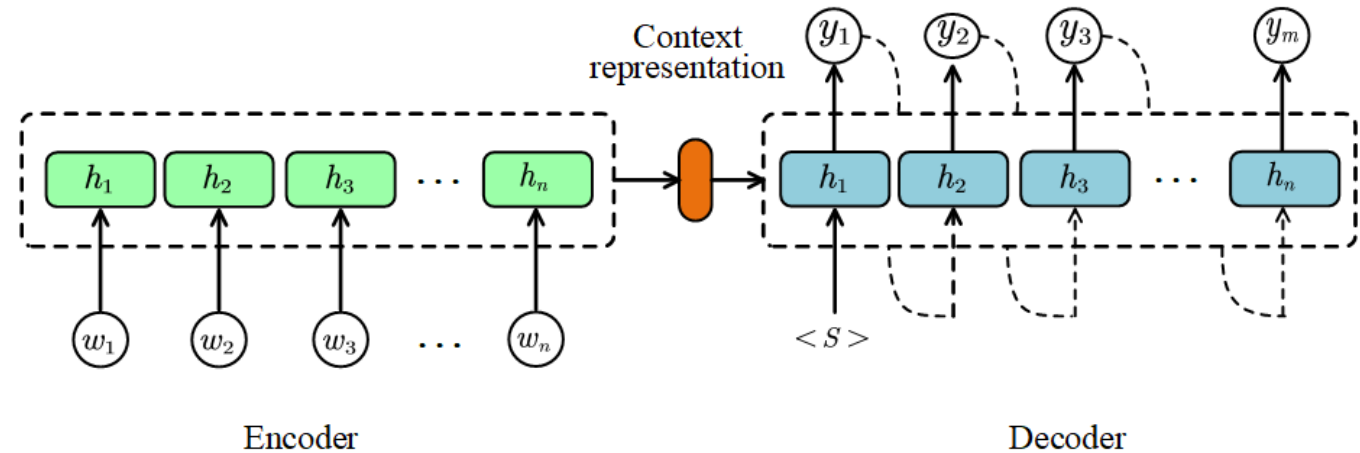 Context
representation
y₁ y₂ y₃ yₘ
h₁ h₂ h₃ ⋯ hₙ
h₁ h₂ h₃ ⋯ hₙ
w₁ w₂ w₃ ⋯ wₙ
< S >
Encoder
Decoder